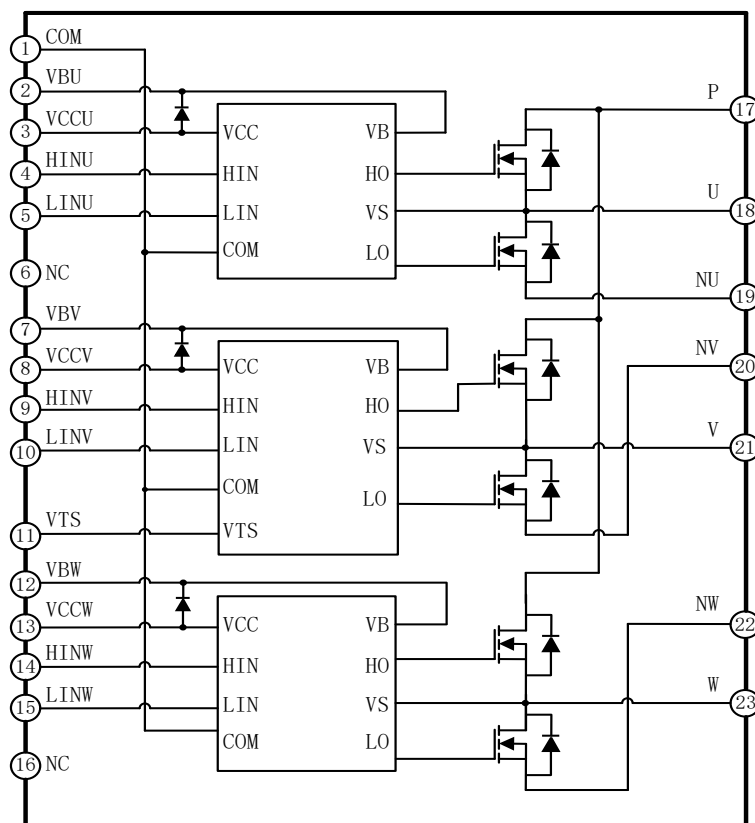 1 COM
2 VBU
3 VCCU
4 HINU
5 LINU
6 NC
7 VBV
8 VCCV
9 HINV
10 LINV
11 VTS
12 VBW
13 VCCW
14 HINW
15 LINW
16 NC
VCC VB
HIN HO
LIN VS
COM LO
VCC VB
HIN HO
LIN VS
COM LO
VTS
VCC VB
HIN HO
LIN VS
COM LO
P 17
U 18
NU 19
NV 20
V 21
NW 22
W 23